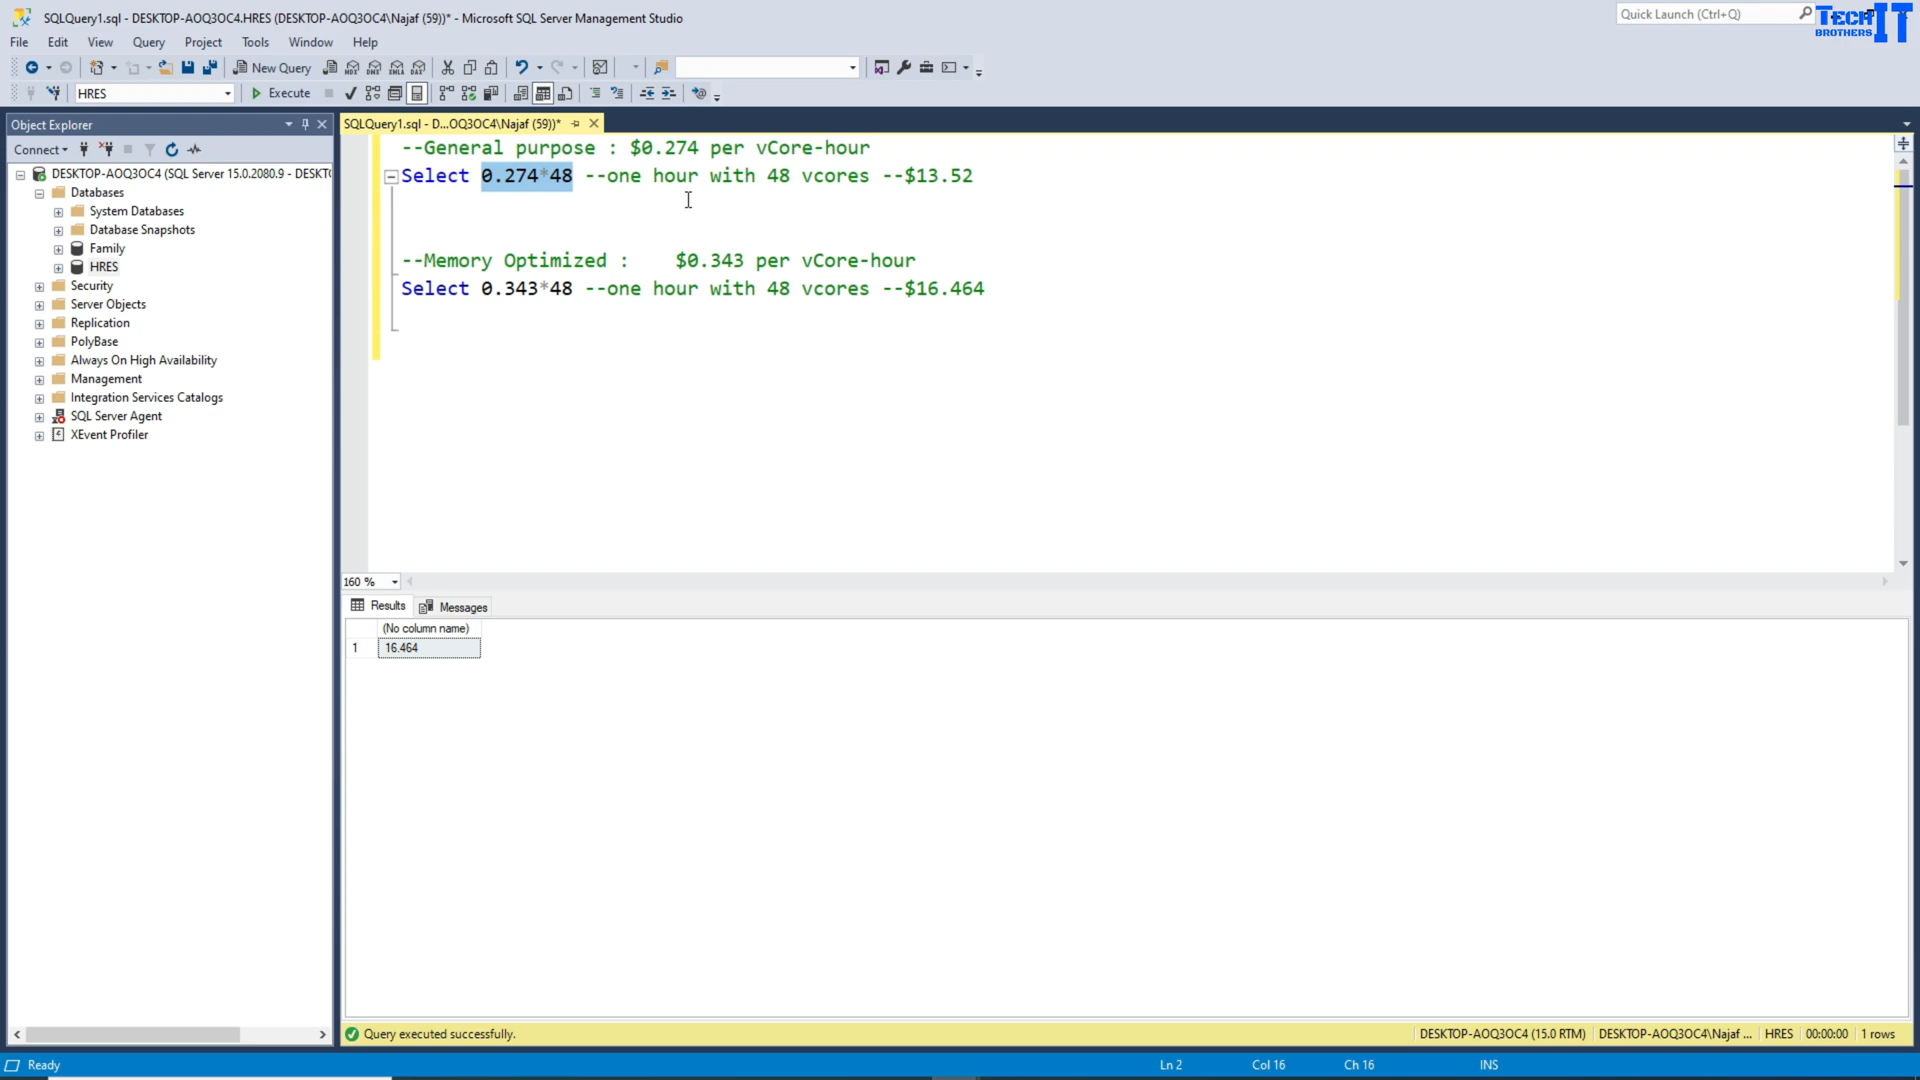 SQLQuery1.sql - DESKTOP-AOQ3OC4.HRES (DESKTOP-AOQ3OC4\Najaf (59))* - Microsoft SQL Server Management Studio
Quick Launch (Ctrl+Q)
TECH IT
BROTHERS
File Edit View Query Project Tools Window Help
New Query
HRES
Execute
Object Explorer
SQLQuery1.sql - D...OQ3OC4\Najaf (59))*
Connect
DESKTOP-AOQ3OC4 (SQL Server 15.0.2080.9 - DESKT
Databases
System Databases
Database Snapshots
Family
HRES
Security
Server Objects
Replication
PolyBase
Always On High Availability
Management
Integration Services Catalogs
SQL Server Agent
XEvent Profiler
--General purpose : $0.274 per vCore-hour
Select 0.274*48 --one hour with 48 vcores --$13.52
--Memory Optimized : $0.343 per vCore-hour
Select 0.343*48 --one hour with 48 vcores --$16.464
160 %
Results Messages
(No column name)
1 16.464
Query executed successfully.
DESKTOP-AOQ3OC4 (15.0 RTM) DESKTOP-AOQ3OC4\Najaf ... HRES 00:00:00 1 rows
Ready
Ln 2 Col 16 Ch 16 INS